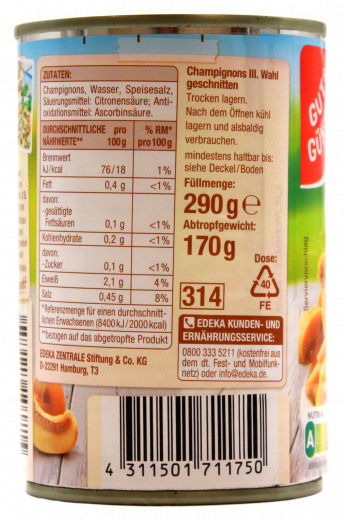 ZUTATEN:
Champignons, Wasser, Speisesalz,
Säuerungsmittel: Citronensäure; Anti-
oxidationsmittel: Ascorbinsäure.
DURCHSCHNITTLICHE pro % RM*
NÄHRWERTE** 100g pro 100g
Brennwert
kJ/kcal 76/18 1%
Fett 0,4 g <1%
davon:
-gesättigte
Fettsäuren 0,1 g <1%
Kohlenhydrate 0,2 g <1%
davon:
-Zucker 0,1 g <1%
Eiweiß 2,1 g 4%
Salz 0,45 g 8%
*Referenzmenge für einen durchschnitt-
lichen Erwachsenen (8400 kJ/2000 kcal)
**bezogen auf das abgetropfte Produkt
EDEKA ZENTRALE Stiftung & Co. KG
D-22291 Hamburg, T3
Champignons III. Wahl
geschnitten
Trocken lagern.
Nach dem Öffnen kühl
lagern und alsbaldig
verbrauchen.
mindestens haltbar bis:
siehe Deckel/Boden
Füllmenge:
290 g e
Abtropfgewicht:
170 g
Dose:
40
FE
314
EDEKA KUNDEN- UND
ERNÄHRUNGSSERVICE:
0800 333 5211 (kostenfrei aus
dem dt. Fest- und Mobilfunk-
netz) oder info@edeka.de
4 311501 711750
GUT
GÜNS
Serviervorschlag
NUTRI-
A